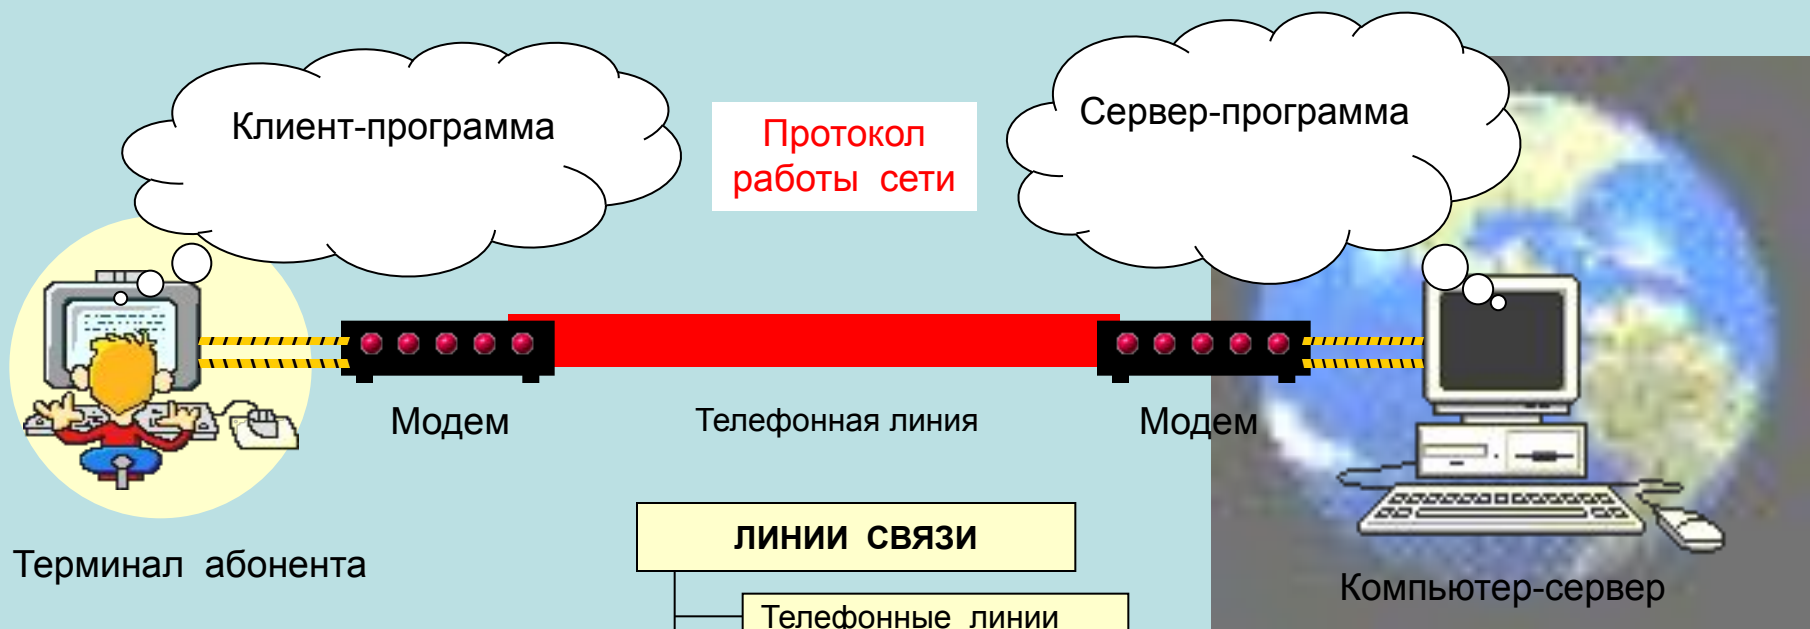 Клиент-программа
Протокол
работы сети
Сервер-программа
Модем
Телефонная линия
Модем
Терминал абонента
ЛИНИИ СВЯЗИ
Телефонные линии
Компьютер-сервер